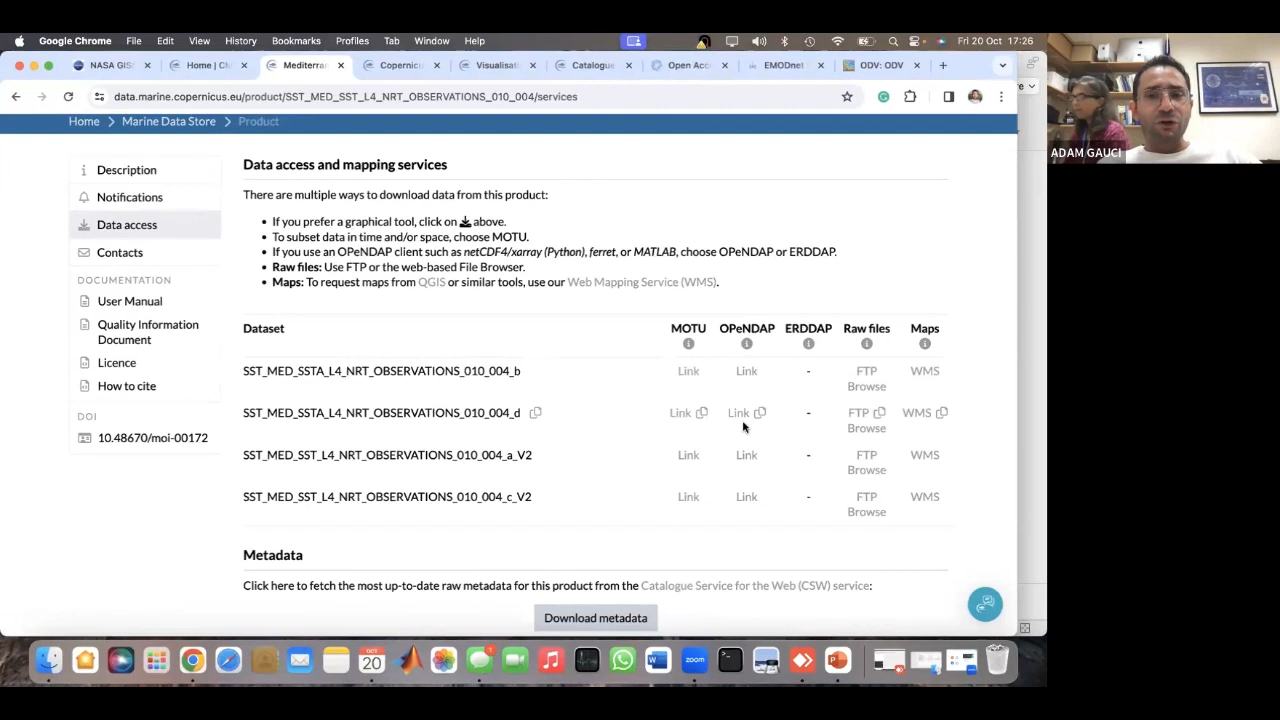 Google Chrome File Edit View History Bookmarks Profiles Tab Window Help Fri 20 Oct 17:26
NASA GIS: Home | Ch Mediterran Copernic Visualisat Catalogue Open Acc EMODnet ODV: ODV
data.marine.copernicus.eu/product/SST_MED_SST_L4_NRT_OBSERVATIONS_010_004/services
ADAM GAUCI
Home > Marine Data Store > Product
Description
Notifications
Data access
Contacts
DOCUMENTATION
User Manual
Quality Information
Document
Licence
How to cite
DOI
10.48670/moi-00172
Data access and mapping services
There are multiple ways to download data from this product:
• If you prefer a graphical tool, click on above.
• To subset data in time and/or space, choose MOTU.
• If you use an OPeNDAP client such as netCDF4/xarray (Python), ferret, or MATLAB, choose OPeNDAP or ERDDAP.
• Raw files: Use FTP or the web-based File Browser.
• Maps: To request maps from QGIS or similar tools, use our Web Mapping Service (WMS).
Dataset MOTU OPeNDAP ERDDAP Raw files Maps
SST_MED_SSTA_L4_NRT_OBSERVATIONS_010_004_b Link Link - FTP WMS
Browse
SST_MED_SSTA_L4_NRT_OBSERVATIONS_010_004_d Link Link - FTP WMS
Browse
SST_MED_SST_L4_NRT_OBSERVATIONS_010_004_a_V2 Link Link - FTP WMS
Browse
SST_MED_SST_L4_NRT_OBSERVATIONS_010_004_c_V2 Link Link - FTP WMS
Browse
Metadata
Click here to fetch the most up-to-date raw metadata for this product from the Catalogue Service for the Web (CSW) service:
Download metadata
OCT
20
zoom